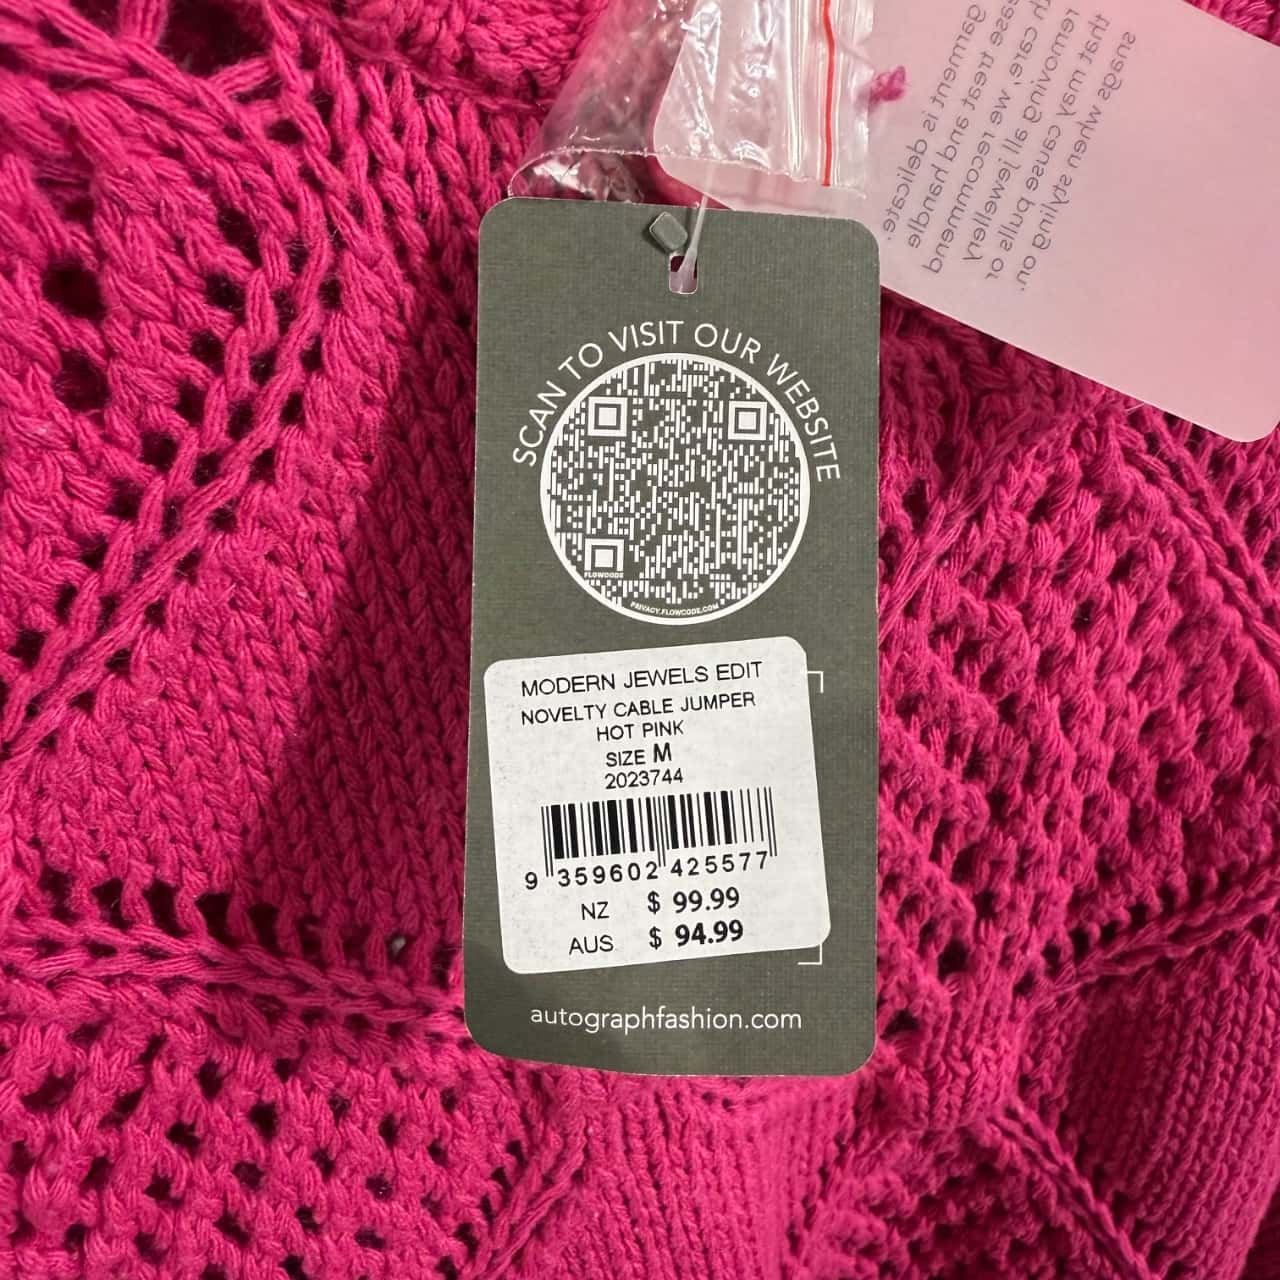 garment is delicate.
ease treat and handle
th care, we recommend
removing all jewellery
that may cause pulls or
snags when styling on.
SCAN TO VISIT OUR WEBSITE
FLOWCODE
PRIVACY.FLOWCODE.COM
MODERN JEWELS EDIT
NOVELTY CABLE JUMPER
HOT PINK
SIZE M
2023744
9 359602 425577
NZ $ 99.99
AUS $ 94.99
autographfashion.com